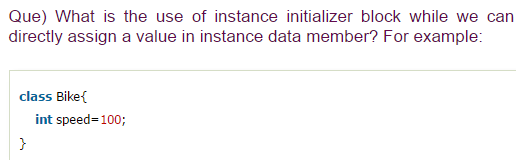 Que) What is the use of instance initializer block while we can
directly assign a value in instance data member? For example:
class Bike{
int speed=100;
}